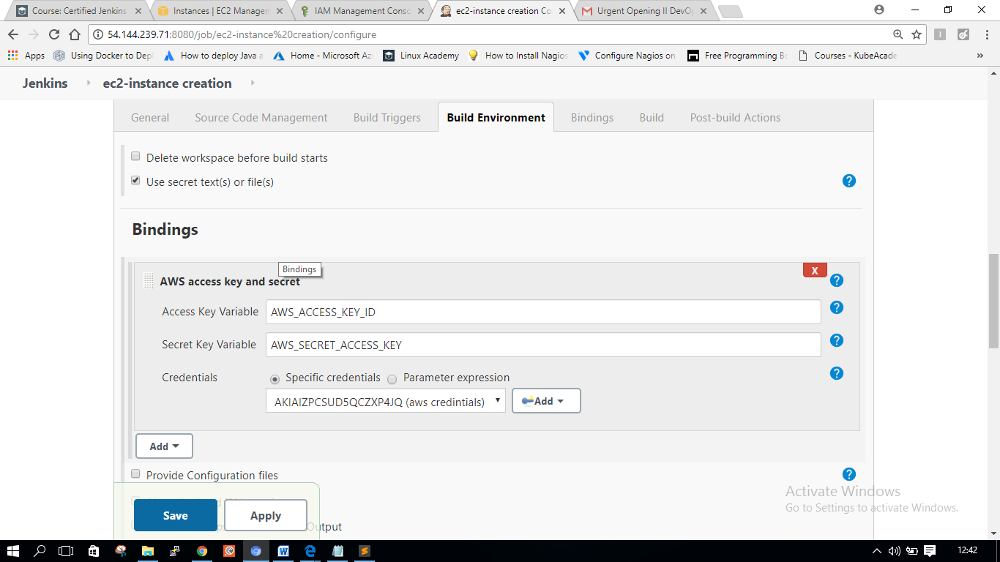 Course: Certified Jenkins
Instances | EC2 Managem
IAM Management Conso
ec2-instance creation Co
Urgent Opening II DevOp
54.144.239.71:8080/job/ec2-instance%20creation/configure
Apps
Using Docker to Depl
How to deploy Java a
Home - Microsoft Az
Linux Academy
How to Install Nagios
Configure Nagios on
Free Programming Bo
Courses - KubeAcade
Jenkins
ec2-instance creation
General
Source Code Management
Build Triggers
Build Environment
Bindings
Build
Post-build Actions
Delete workspace before build starts
Use secret text(s) or file(s)
Bindings
Bindings
AWS access key and secret
X
Access Key Variable
AWS_ACCESS_KEY_ID
Secret Key Variable
AWS_SECRET_ACCESS_KEY
Credentials
Specific credentials
Parameter expression
AKIAIZPCSUD5QCZXP4JQ (aws credintials)
Add
Add
Provide Configuration files
Save
Apply
Output
Activate Windows
Go to Settings to activate Windows.
12:42